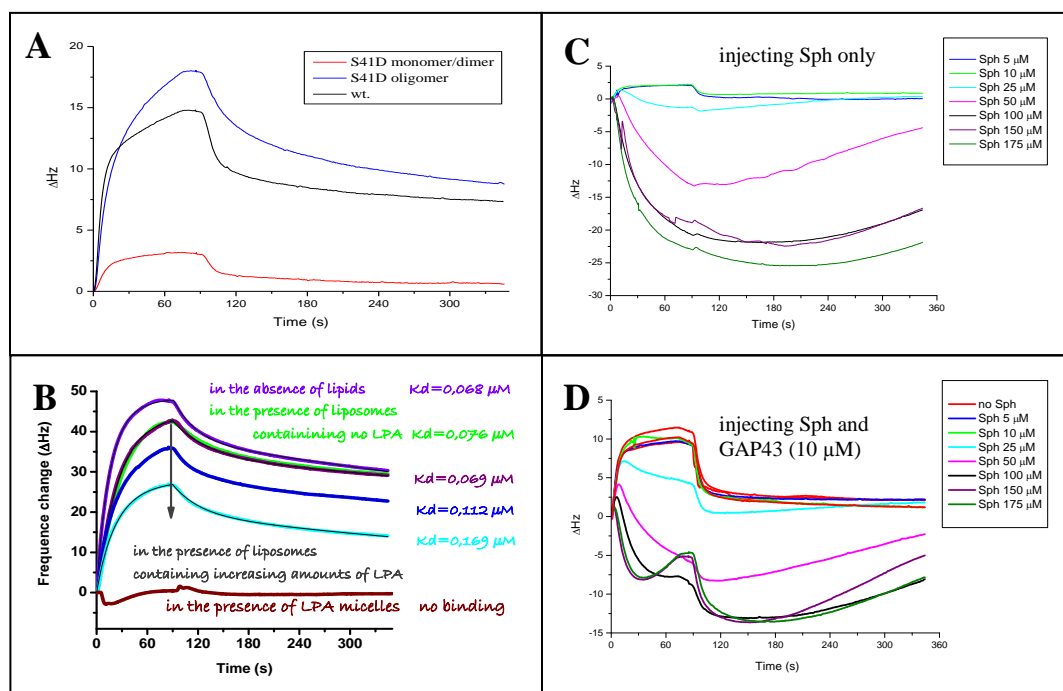 A
S41D monomer/dimer
S41D oligomer
wt.
20
15
10
5
0
ΔHz
0 60 120 180 240 300
Time (s)
B
in the absence of lipids Kd=0,068 µM
in the presence of liposomes
containining no LPA Kd=0,076 µM
Kd=0,069 µM
Kd=0,112 µM
Kd=0,169 µM
in the presence of liposomes
containing increasing amounts of LPA
in the presence of LPA micelles no binding
50
40
30
20
10
0
-10
Frequence change (ΔHz)
0 60 120 180 240 300
Time (s)
C
injecting Sph only
Sph 5 µM
Sph 10 µM
Sph 25 µM
Sph 50 µM
Sph 100 µM
Sph 150 µM
Sph 175 µM
5
0
-5
-10
-15
-20
-25
-30
ΔHz
0 60 120 180 240 300 360
Time (s)
D
injecting Sph and
GAP43 (10 µM)
no Sph
Sph 5 µM
Sph 10 µM
Sph 25 µM
Sph 50 µM
Sph 100 µM
Sph 150 µM
Sph 175 µM
15
10
5
0
-5
-10
-15
ΔHz
0 60 120 180 240 300 360
Time (s)